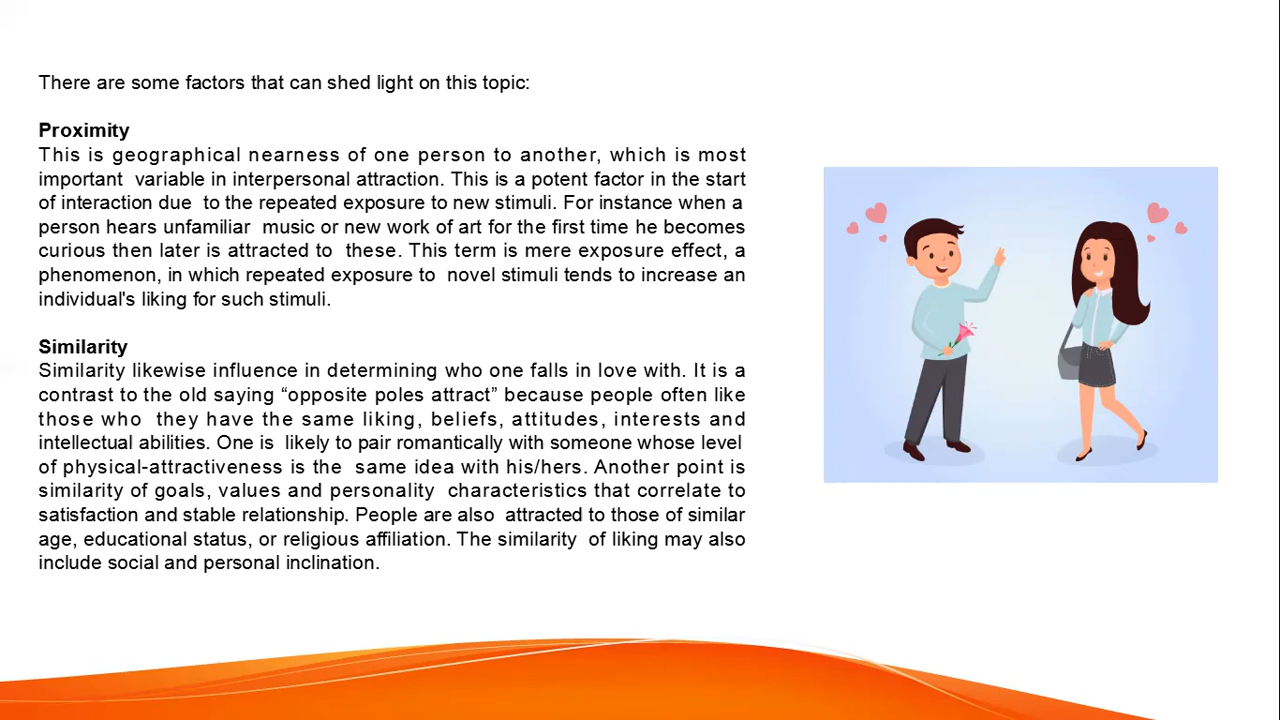 There are some factors that can shed light on this topic:
Proximity
This is geographical nearness of one person to another, which is most
important variable in interpersonal attraction. This is a potent factor in the start
of interaction due to the repeated exposure to new stimuli. For instance when a
person hears unfamiliar music or new work of art for the first time he becomes
curious then later is attracted to these. This term is mere exposure effect, a
phenomenon, in which repeated exposure to novel stimuli tends to increase an
individual's liking for such stimuli.
Similarity
Similarity likewise influence in determining who one falls in love with. It is a
contrast to the old saying “opposite poles attract” because people often like
those who they have the same liking, beliefs, attitudes, interests and
intellectual abilities. One is likely to pair romantically with someone whose level
of physical-attractiveness is the same idea with his/hers. Another point is
similarity of goals, values and personality characteristics that correlate to
satisfaction and stable relationship. People are also attracted to those of similar
age, educational status, or religious affiliation. The similarity of liking may also
include social and personal inclination.